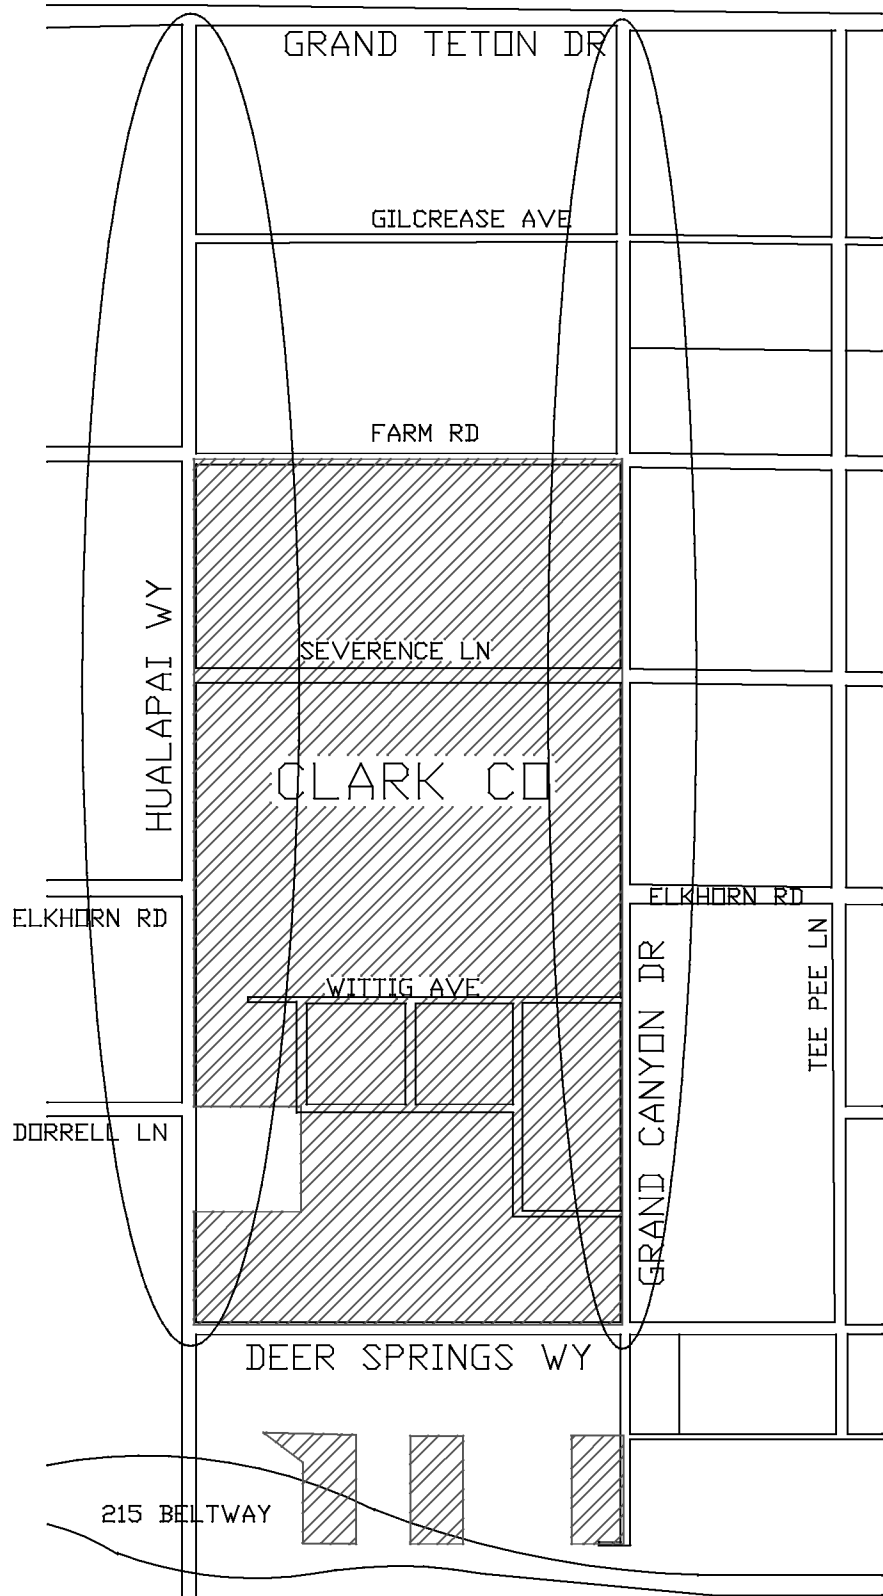 GRAND TETON DR
GILCREASE AVE
FARM RD
HUALAPAI WY
SEVERENCE LN
CLARK CO
ELKHORN RD
ELKHORN RD
TEE PEE LN
GRAND CANYON DR
WITTIG AVE
DORRELL LN
DEER SPRINGS WY
215 BELTWAY